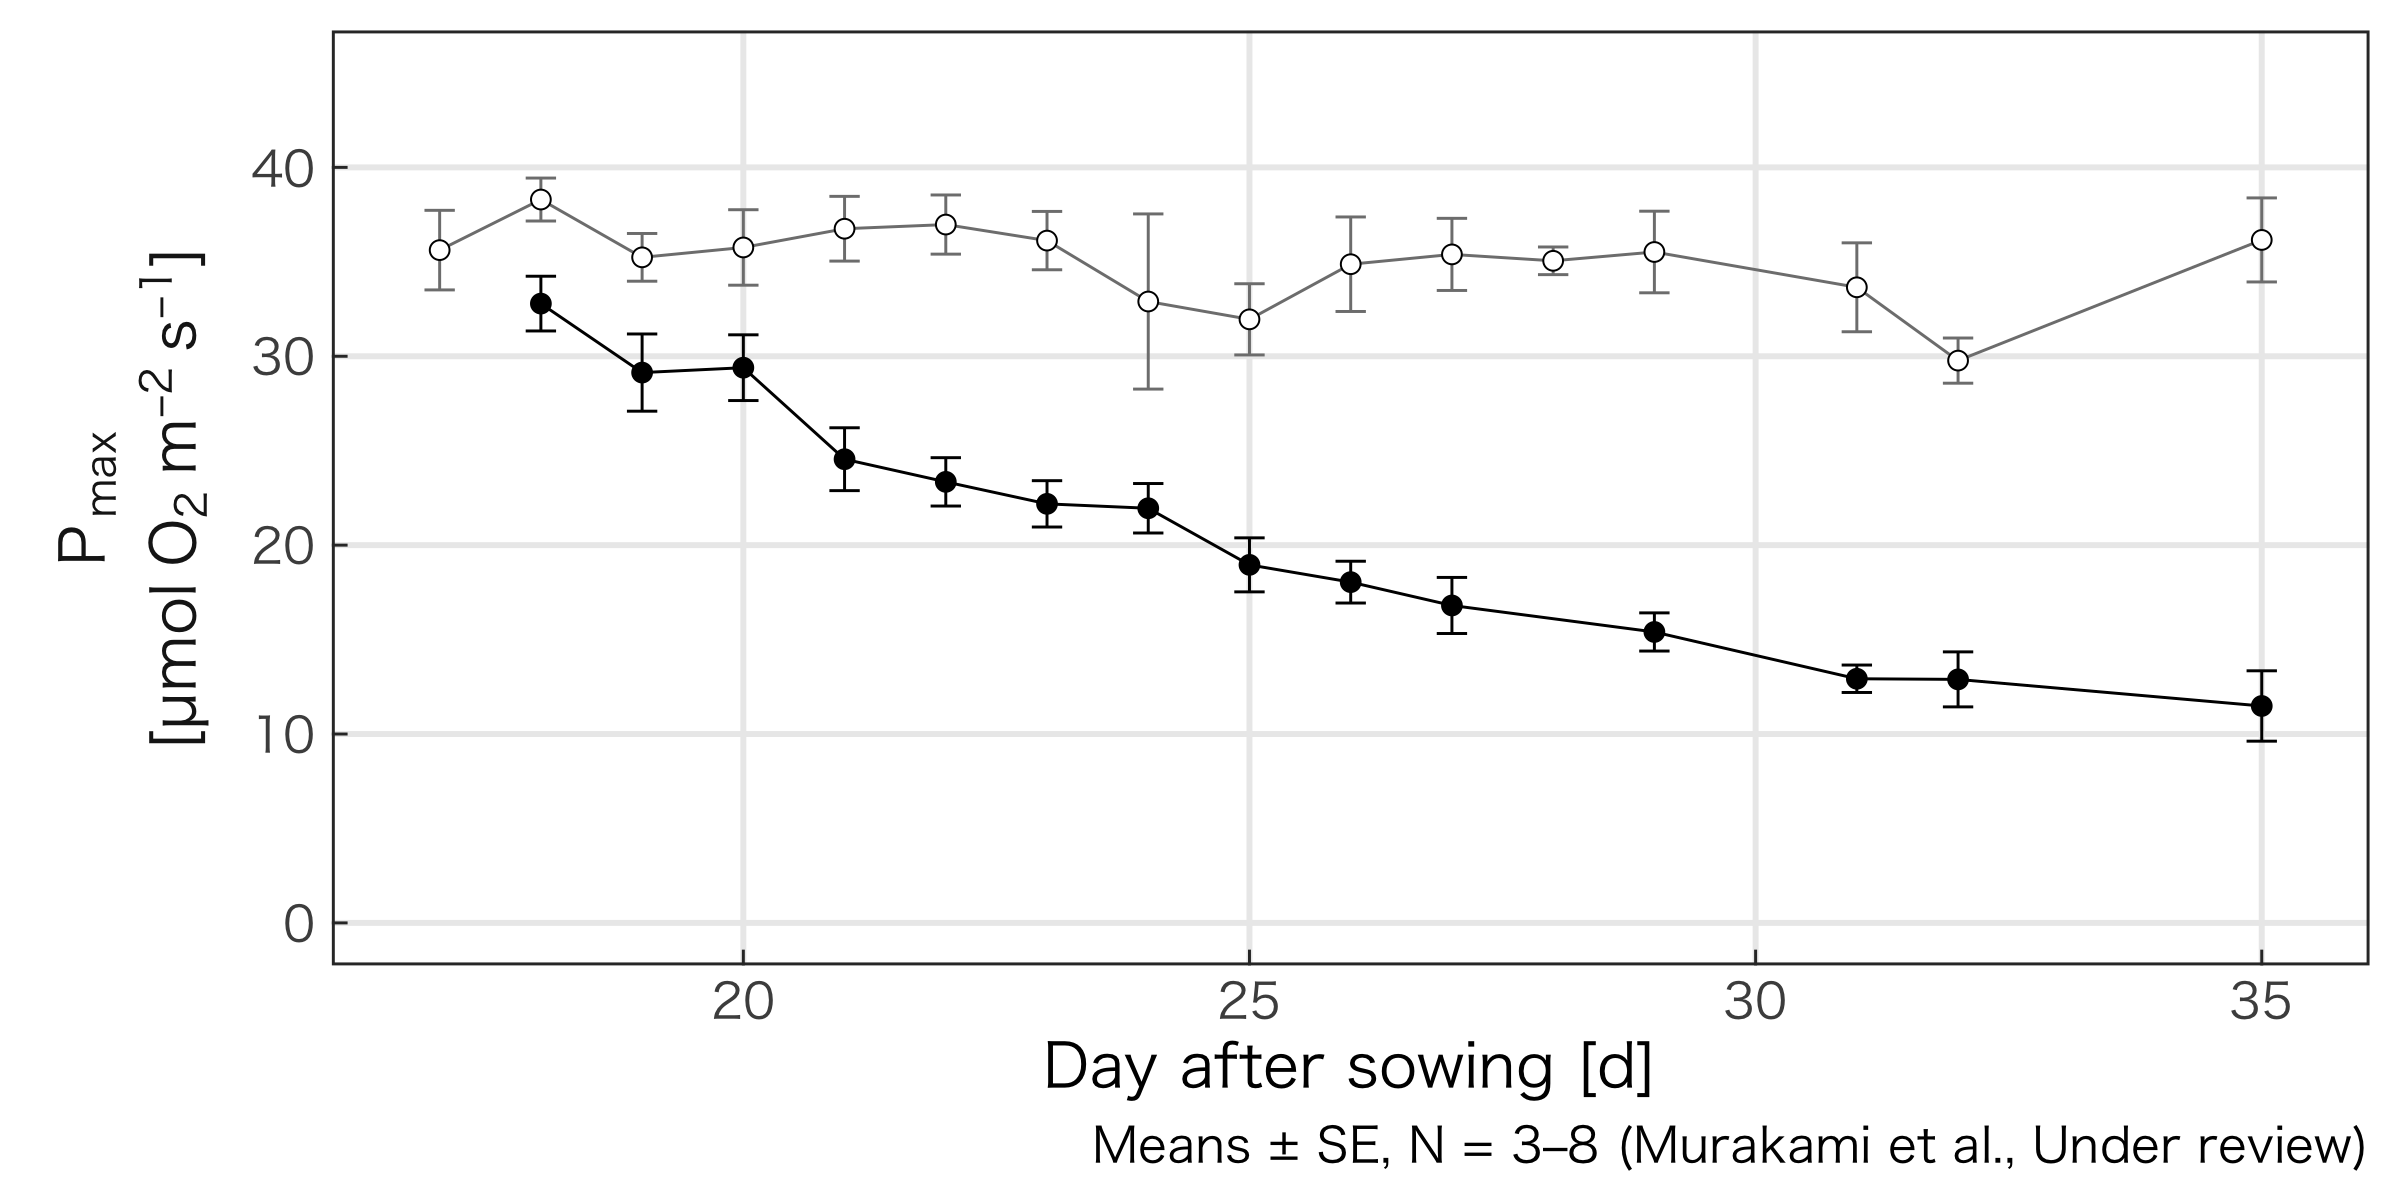 P max
[µmol O₂ m⁻² s⁻¹]
40
30
20
10
0
20 25 30 35
Day after sowing [d]
Means ± SE, N = 3–8 (Murakami et al., Under review)